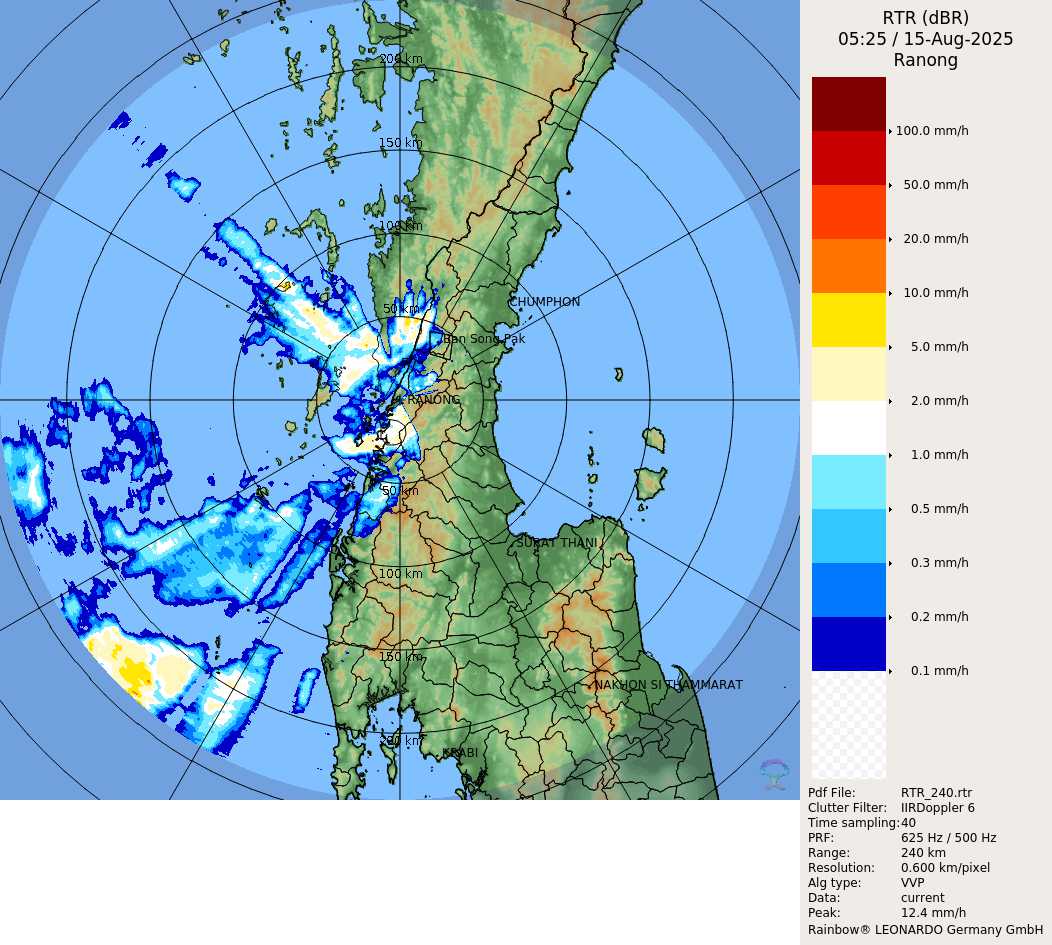 RTR (dBR)
05:25 / 15-Aug-2025
Ranong
100.0 mm/h
50.0 mm/h
20.0 mm/h
10.0 mm/h
5.0 mm/h
2.0 mm/h
1.0 mm/h
0.5 mm/h
0.3 mm/h
0.2 mm/h
0.1 mm/h
200 km
150 km
100 km
CHUMPHON
50 km
Ban Song Pak
RANONG
50 km
SURAT THANI
100 km
150 km
NAKHON SI THAMMARAT
200 km
KRABI
Pdf File: RTR_240.rtr
Clutter Filter: IIRDoppler 6
Time sampling: 40
PRF: 625 Hz / 500 Hz
Range: 240 km
Resolution: 0.600 km/pixel
Alg type: VVP
Data: current
Peak: 12.4 mm/h
Rainbow® LEONARDO Germany GmbH